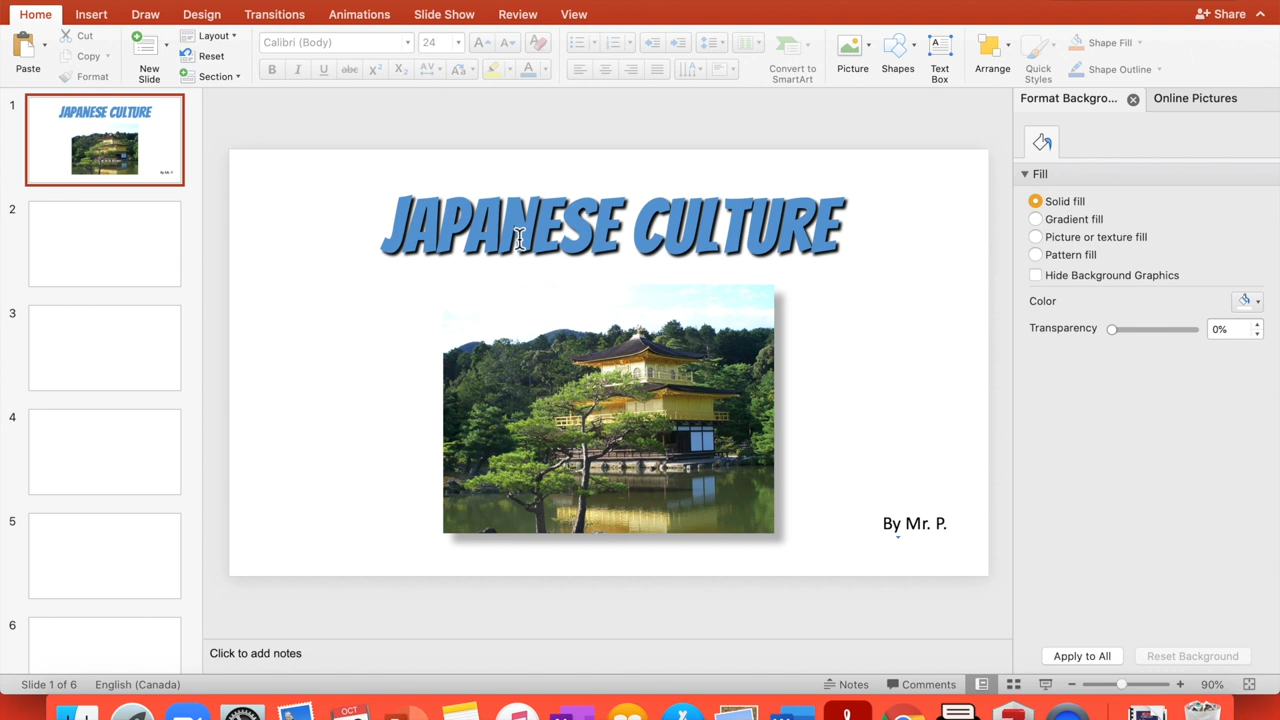 Home Insert Draw Design Transitions Animations Slide Show Review View Share
Paste
Cut
Copy
Format
New Slide
Layout
Reset
Section
Calibri (Body) 24
Convert to SmartArt
Picture
Shapes
Text Box
Arrange
Quick Styles
Shape Fill
Shape Outline
1
JAPANESE CULTURE
2
3
4
5
6
JAPANESE CULTURE
By Mr. P.
Click to add notes
Format Backgro...
Online Pictures
Fill
Solid fill
Gradient fill
Picture or texture fill
Pattern fill
Hide Background Graphics
Color
Transparency 0%
Apply to All Reset Background
Slide 1 of 6 English (Canada) Notes Comments 90%
OCT